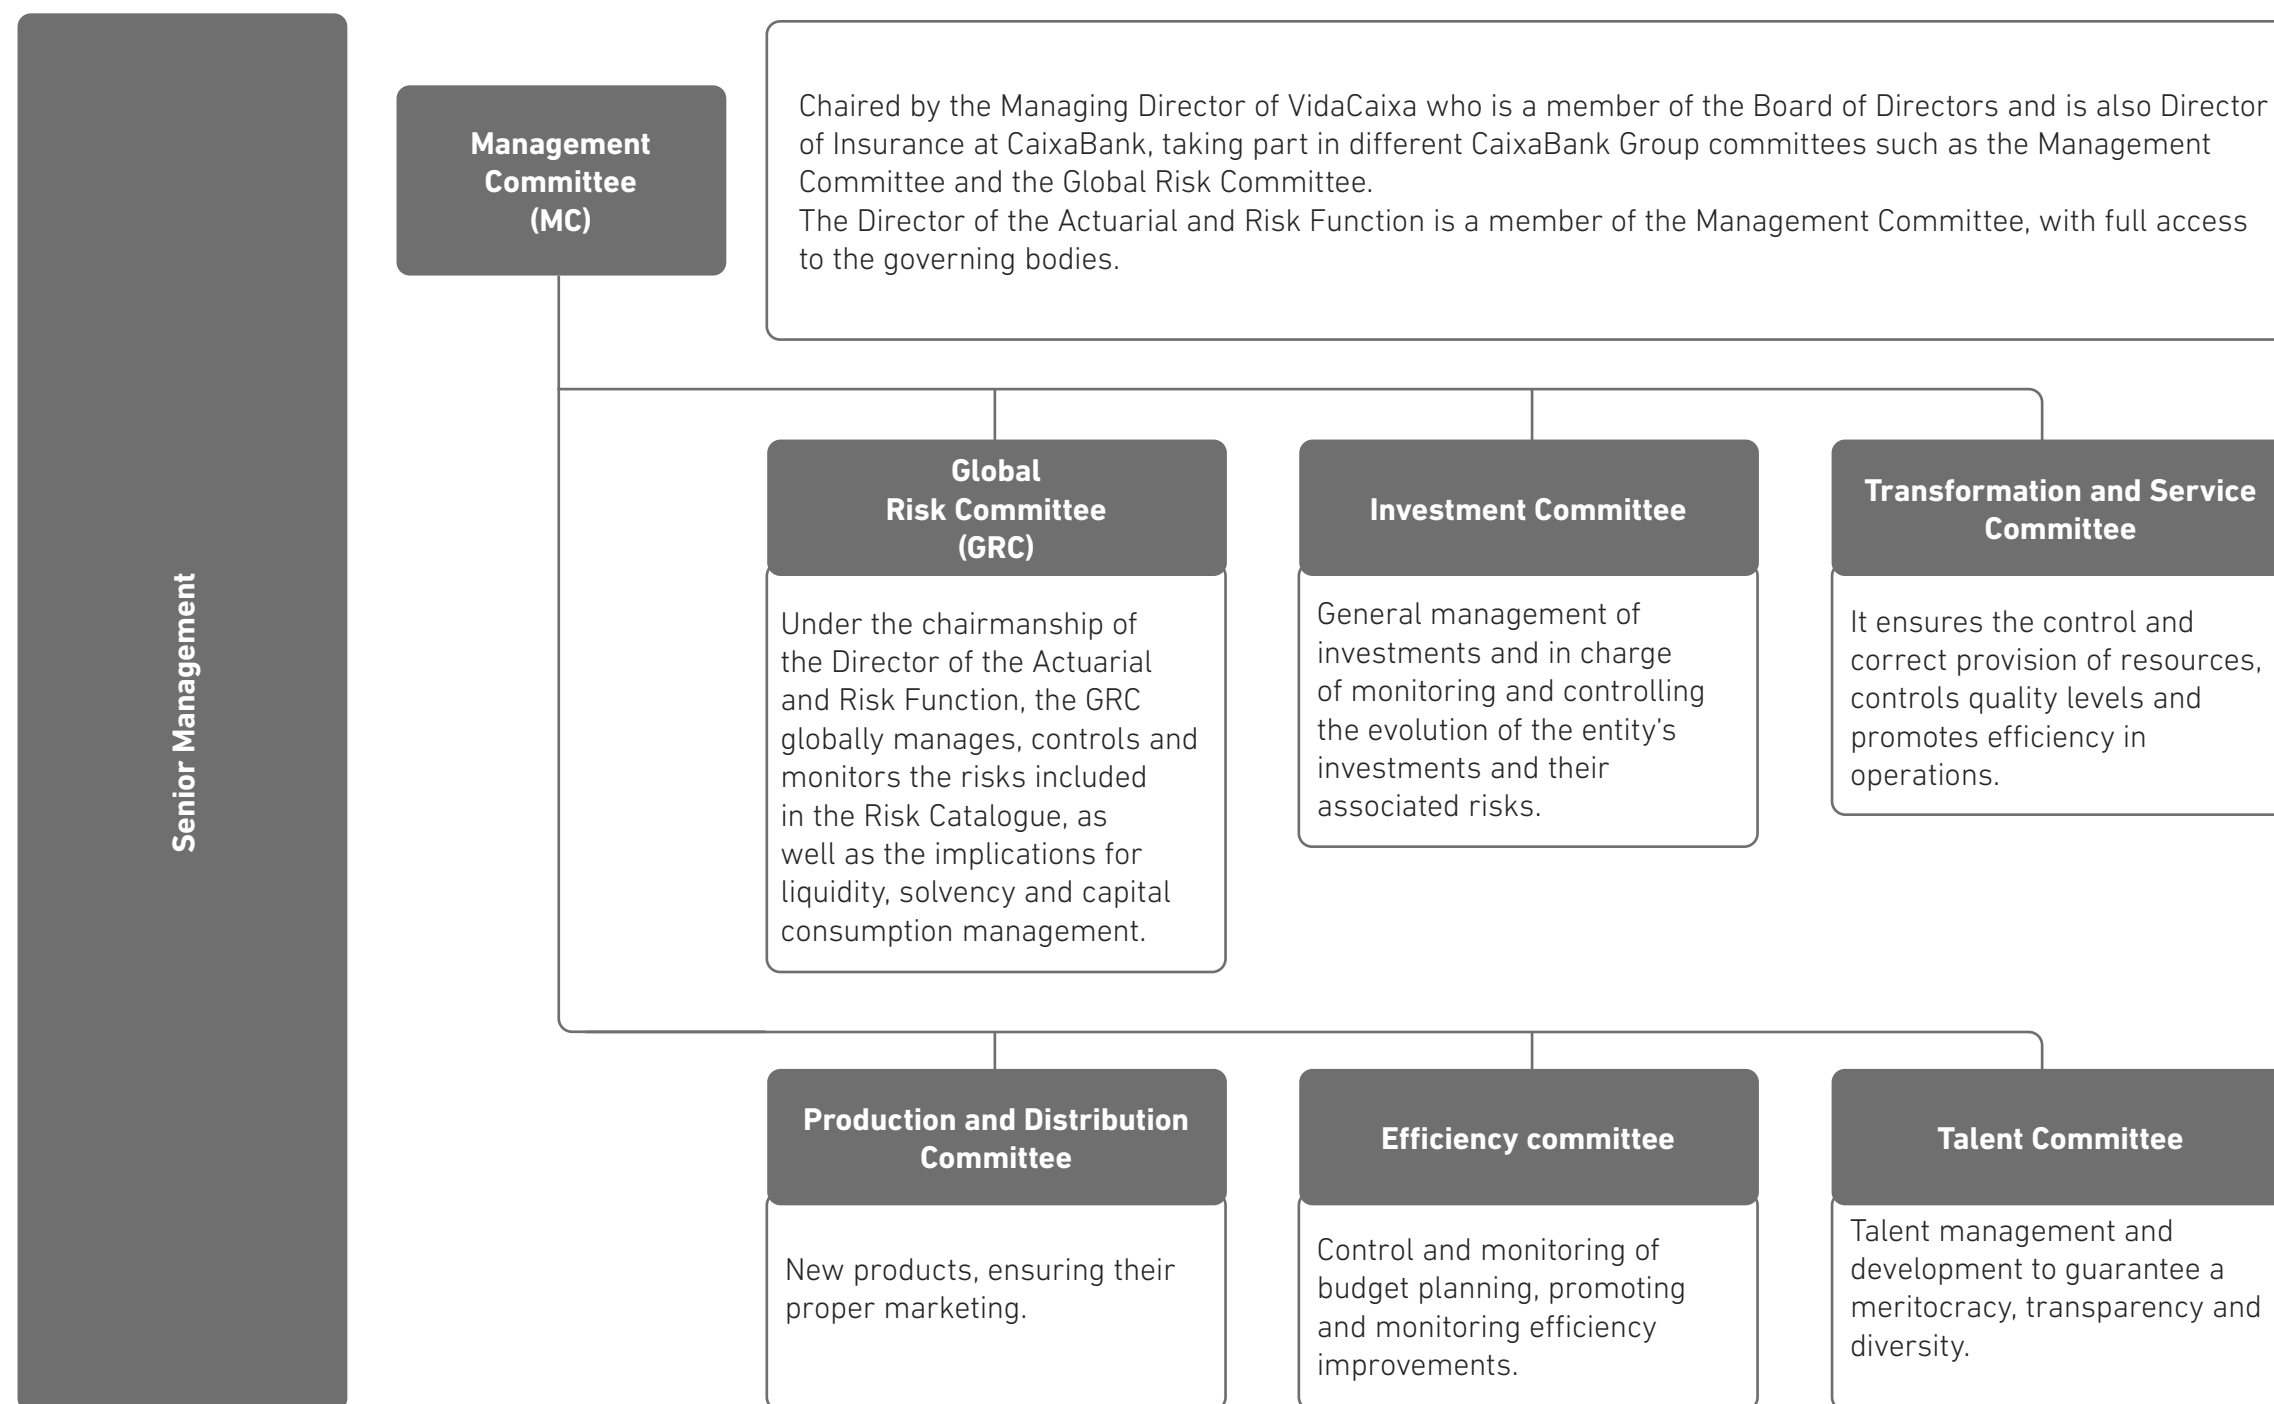 Senior Management
Management
Committee
(MC)
Chaired by the Managing Director of VidaCaixa who is a member of the Board of Directors and is also Director
of Insurance at CaixaBank, taking part in different CaixaBank Group committees such as the Management
Committee and the Global Risk Committee.
The Director of the Actuarial and Risk Function is a member of the Management Committee, with full access
to the governing bodies.
Global
Risk Committee
(GRC)
Under the chairmanship of
the Director of the Actuarial
and Risk Function, the GRC
globally manages, controls and
monitors the risks included
in the Risk Catalogue, as
well as the implications for
liquidity, solvency and capital
consumption management.
Investment Committee
General management of
investments and in charge
of monitoring and controlling
the evolution of the entity’s
investments and their
associated risks.
Transformation and Service
Committee
It ensures the control and
correct provision of resources,
controls quality levels and
promotes efficiency in
operations.
Production and Distribution
Committee
New products, ensuring their
proper marketing.
Efficiency committee
Control and monitoring of
budget planning, promoting
and monitoring efficiency
improvements.
Talent Committee
Talent management and
development to guarantee a
meritocracy, transparency and
diversity.